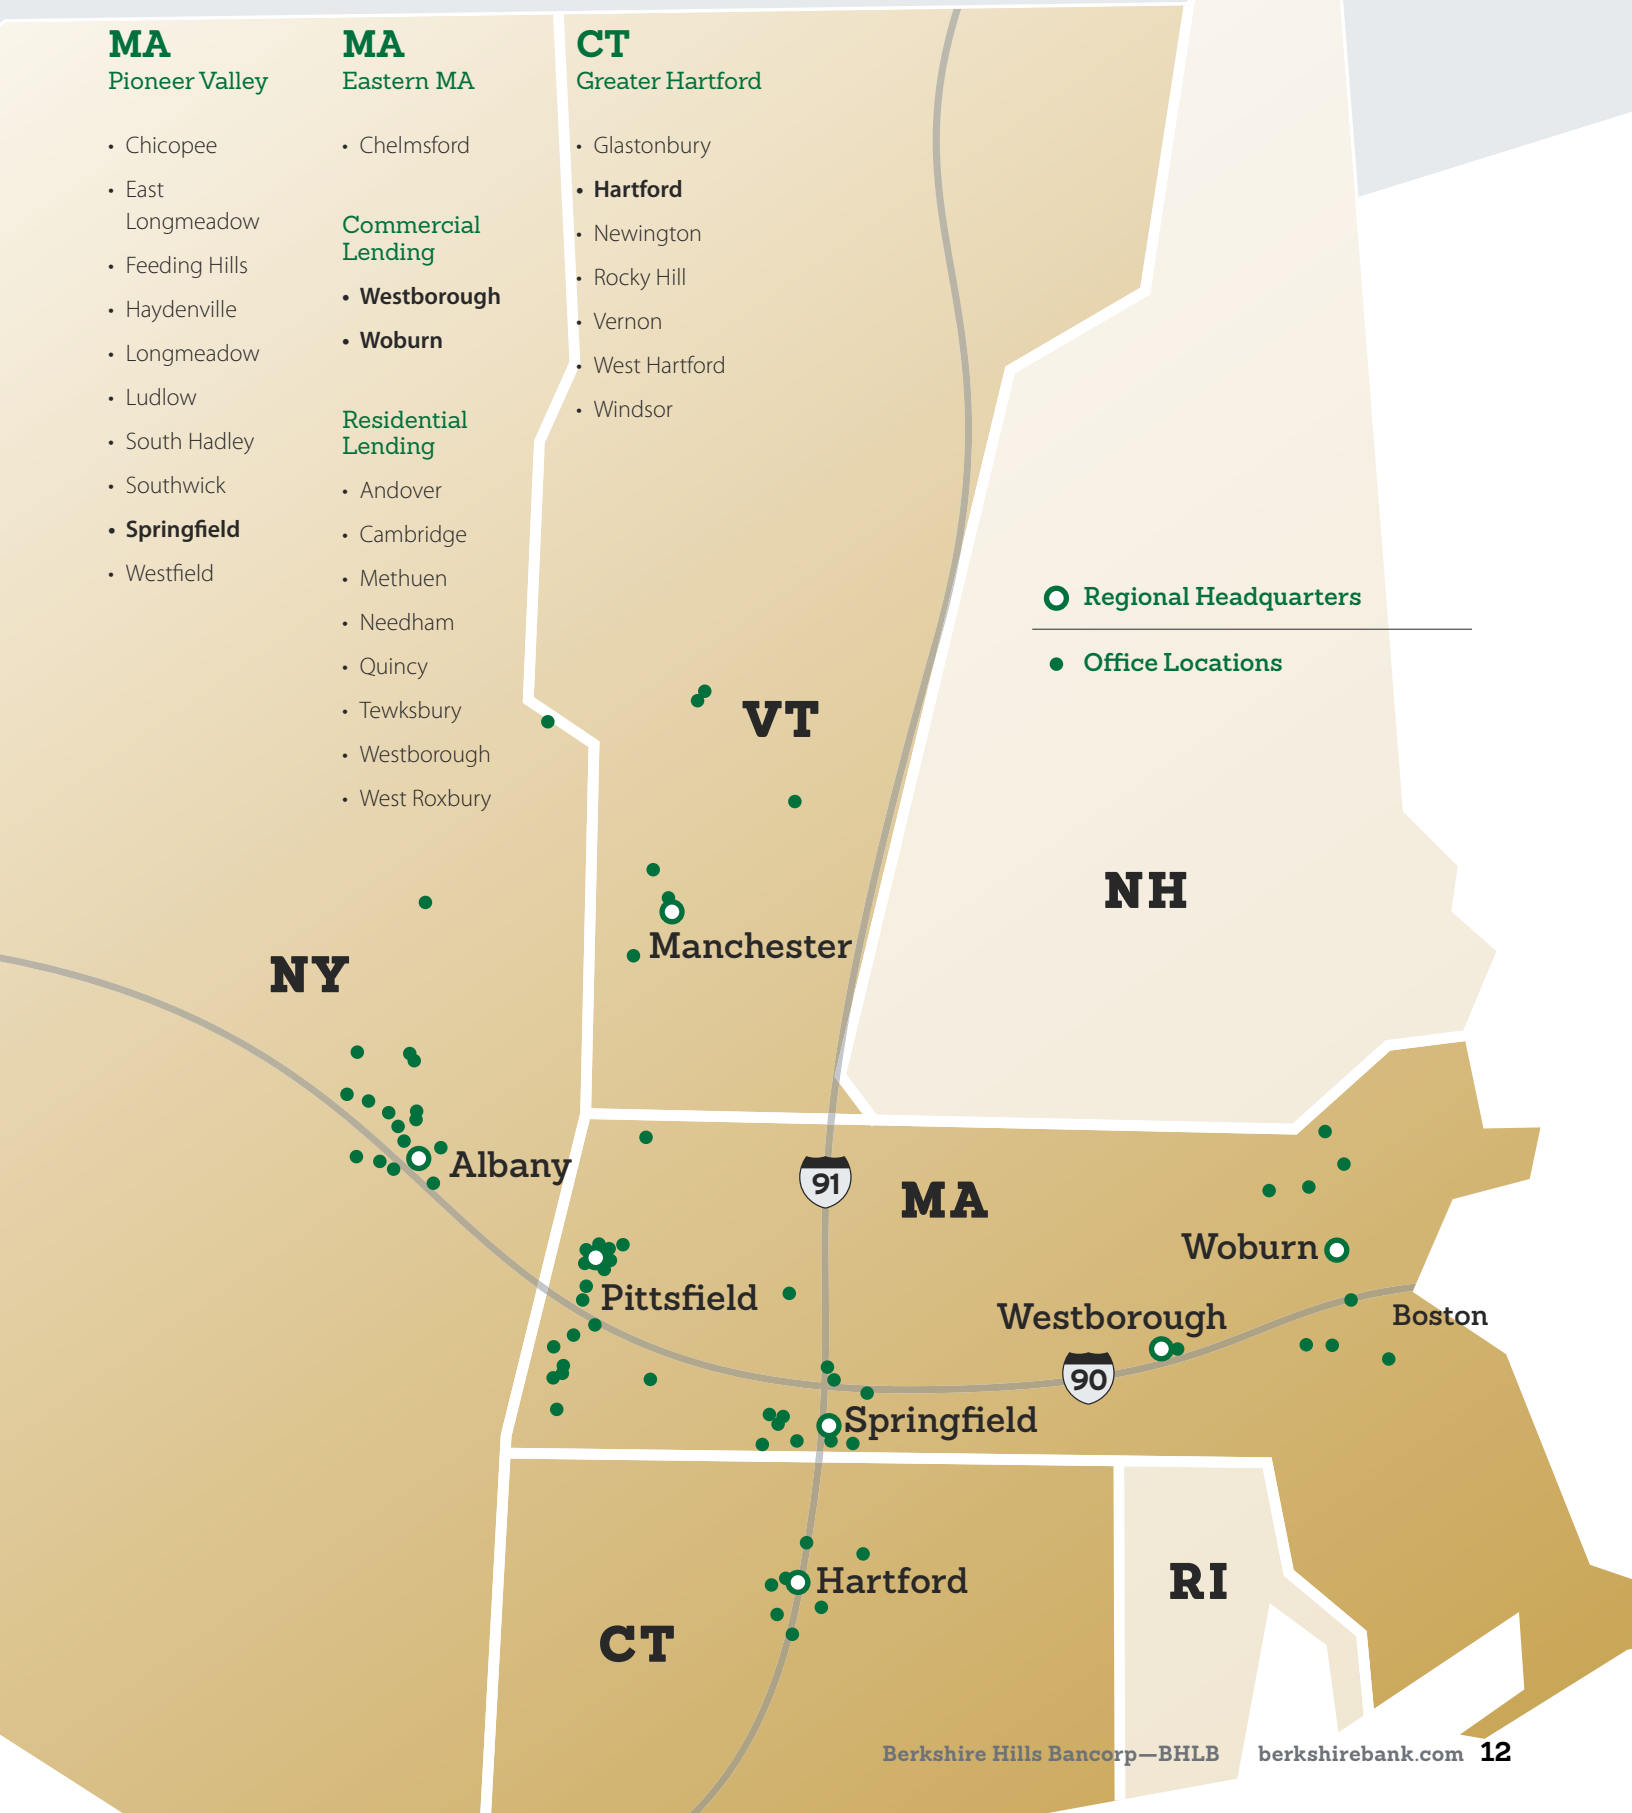 MA
Pioneer Valley
• Chicopee
• East
Longmeadow
• Feeding Hills
• Haydenville
• Longmeadow
• Ludlow
• South Hadley
• Southwick
• Springfield
• Westfield
MA
Eastern MA
• Chelmsford
Commercial
Lending
• Westborough
• Woburn
Residential
Lending
• Andover
• Cambridge
• Methuen
• Needham
• Quincy
• Tewksbury
• Westborough
• West Roxbury
CT
Greater Hartford
• Glastonbury
• Hartford
• Newington
• Rocky Hill
• Vernon
• West Hartford
• Windsor
Regional Headquarters
Office Locations
VT
NH
Manchester
NY
Albany
91
MA
Woburn
Pittsfield
Westborough
Boston
90
Springfield
Hartford
RI
CT
Berkshire Hills Bancorp—BHLB berkshirebank.com 12